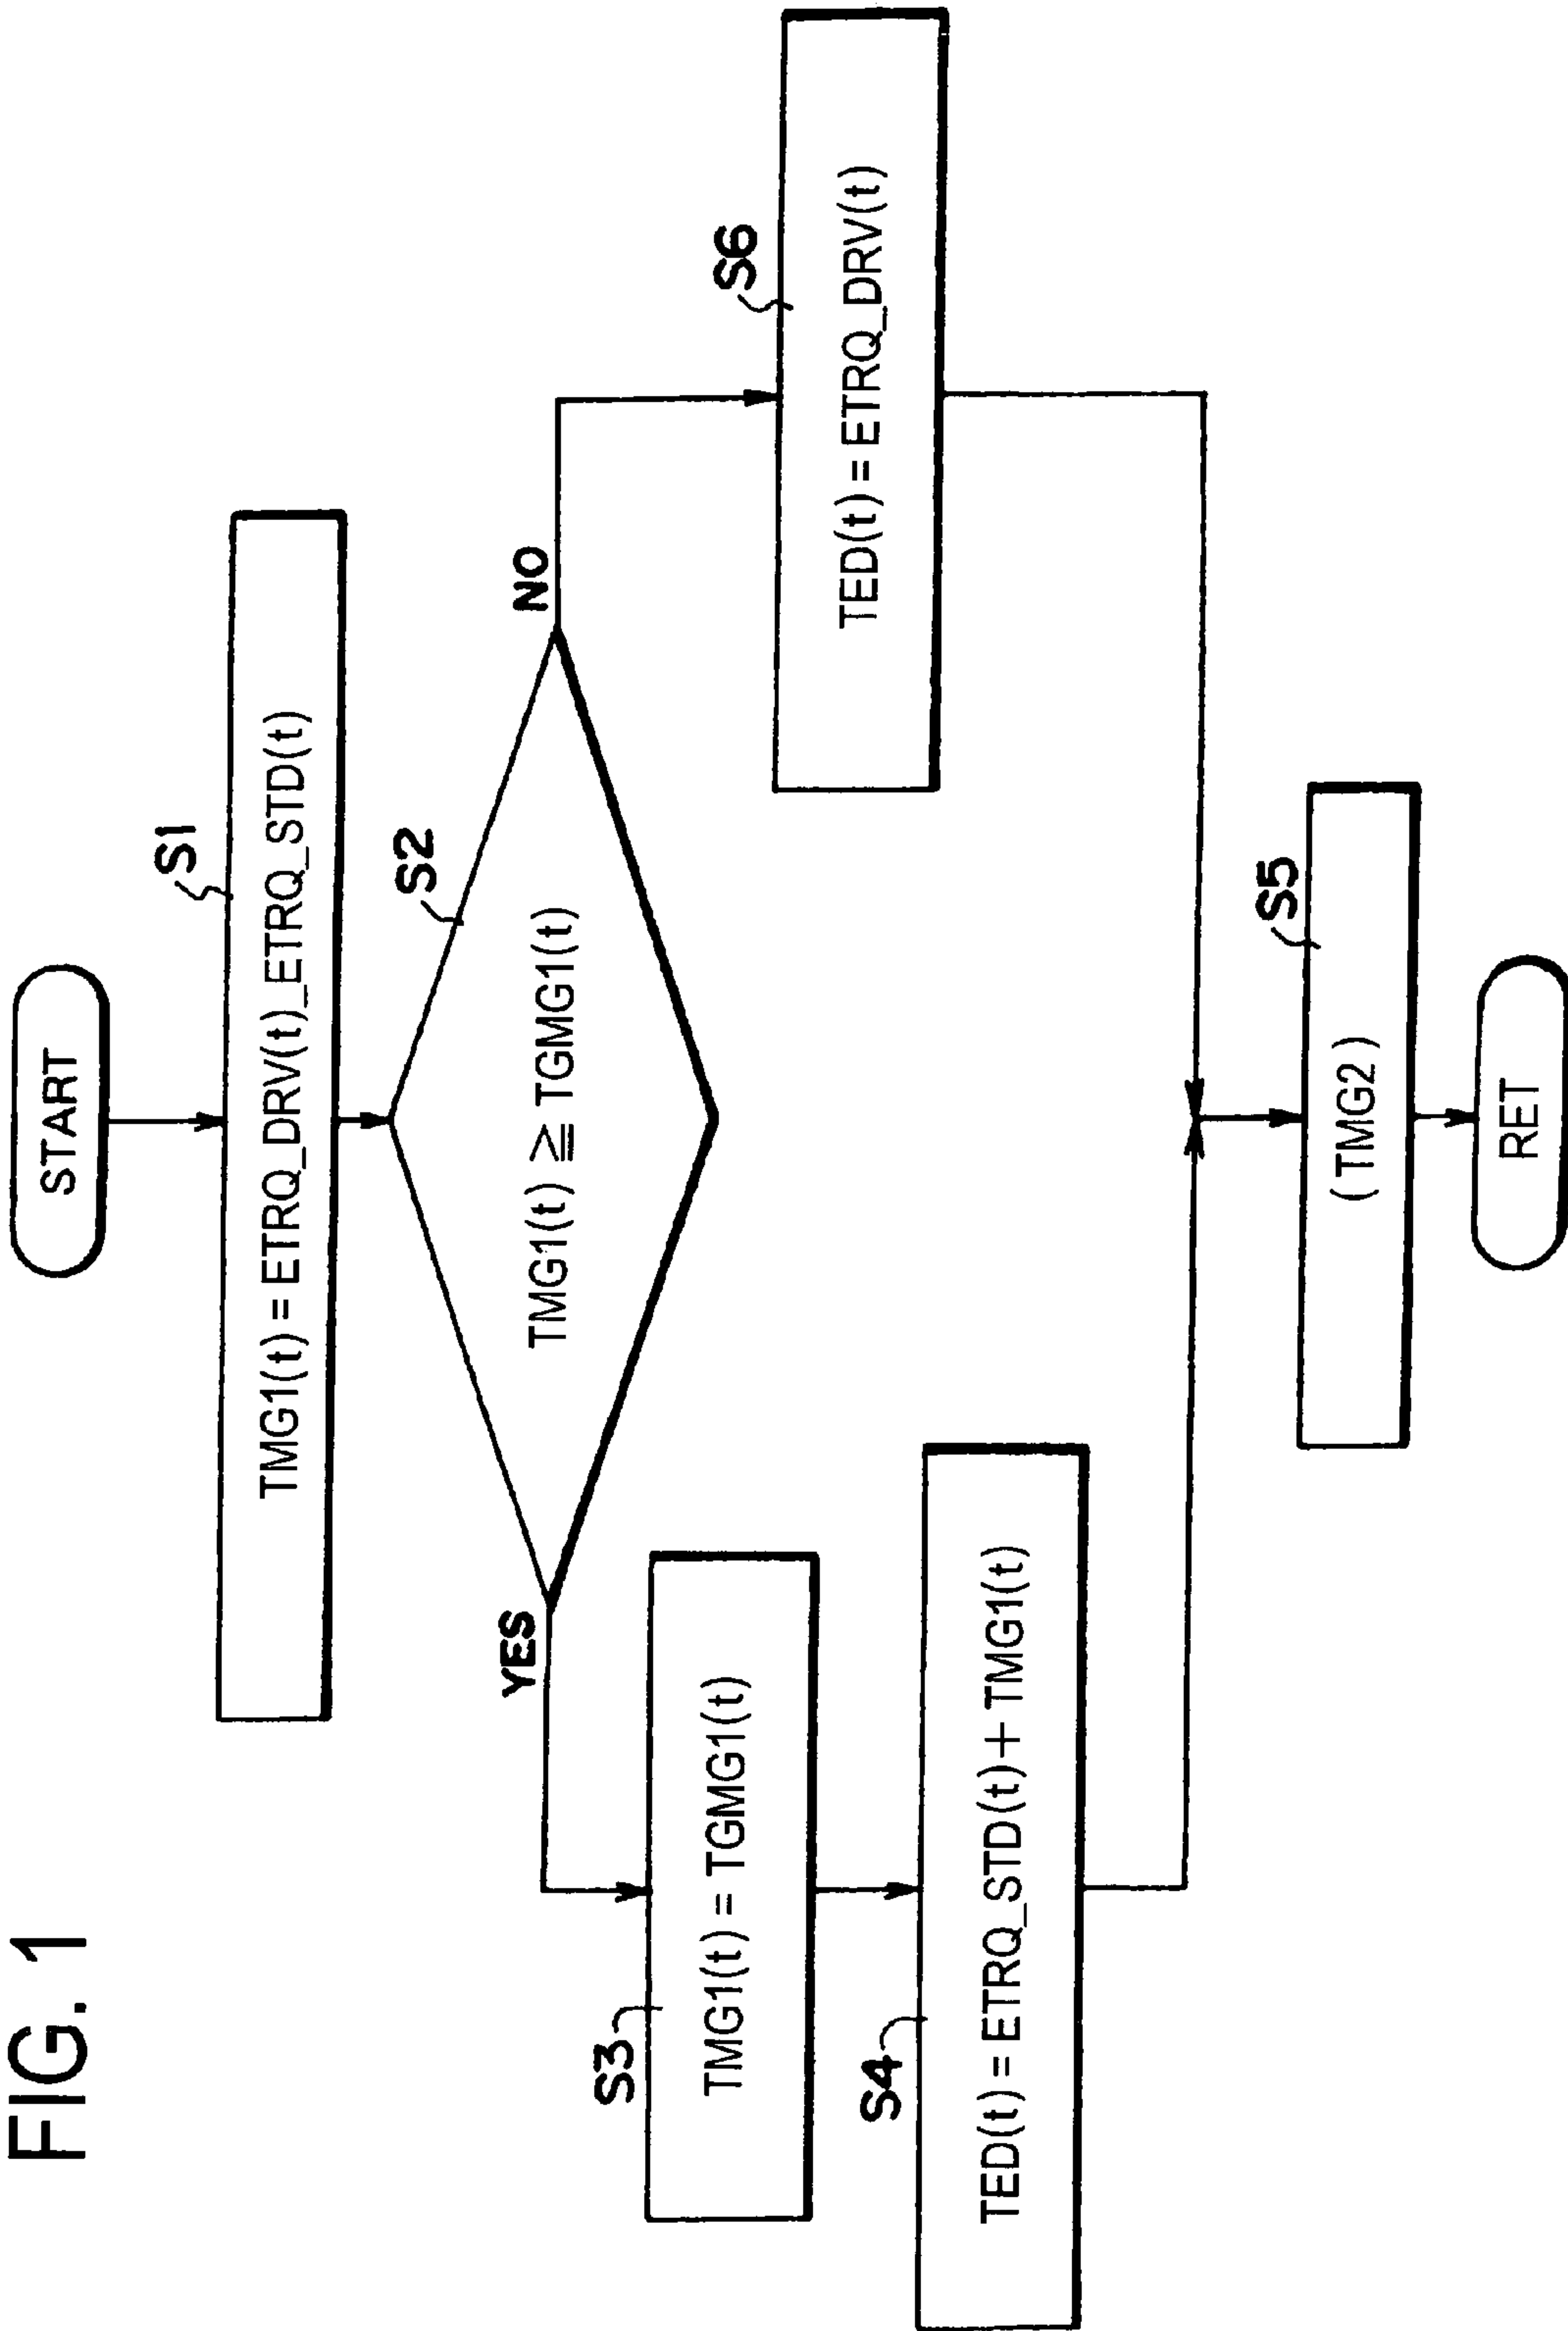 FIG. 1
START
S1
TMG1(t) = ETRQ_DRV(t)_ETRQ_STD(t)
S2
TMG1(t) ≧ TGMG1(t)
YES
NO
S3
TMG1(t) = TGMG1(t)
S4
TED(t) = ETRQ_STD(t) + TMG1(t)
S6
TED(t) = ETRQ_DRV(t)
S5
(TMG2)
RET